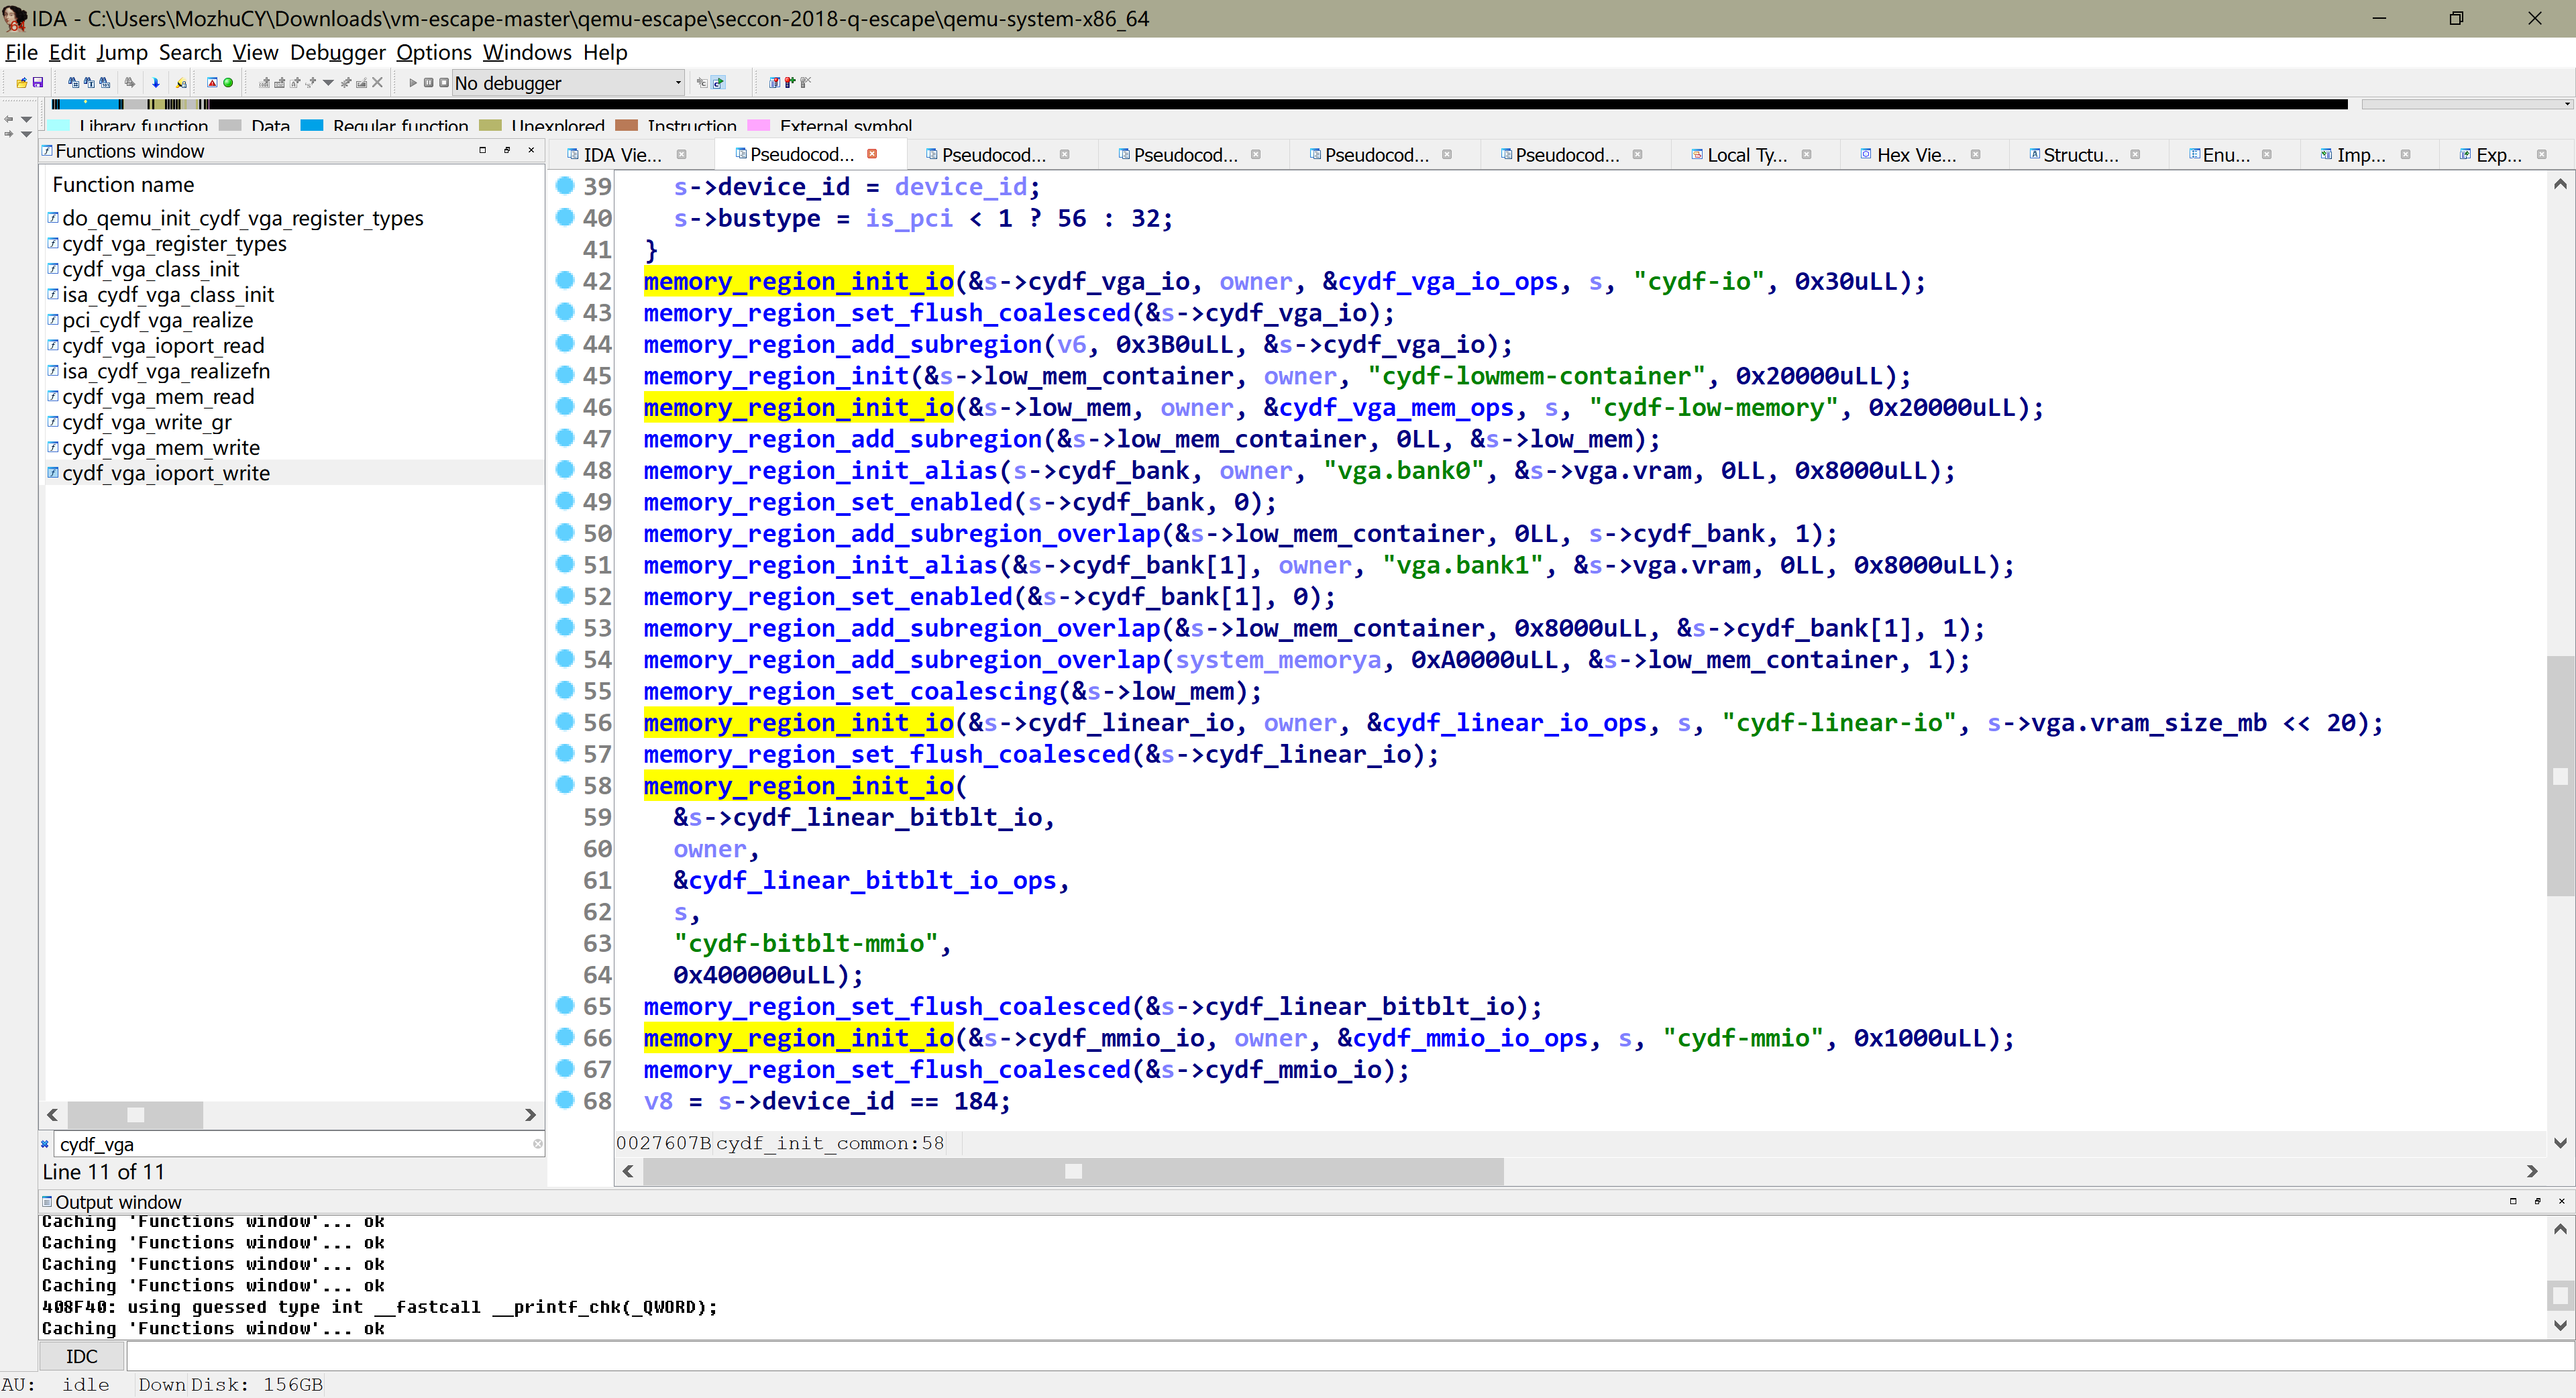 IDA - C:\Users\MozhuCY\Downloads\vm-escape-master\qemu-escape\seccon-2018-q-escape\qemu-system-x86_64
File Edit Jump Search View Debugger Options Windows Help
No debugger
Library function Data Regular function Unexplored Instruction External symbol
Functions window
IDA Vie... Pseudocod... Pseudocod... Pseudocod... Pseudocod... Pseudocod... Local Ty... Hex Vie... Structu... Enu... Imp... Exp...
Function name
do_qemu_init_cydf_vga_register_types
cydf_vga_register_types
cydf_vga_class_init
isa_cydf_vga_class_init
pci_cydf_vga_realize
cydf_vga_ioport_read
isa_cydf_vga_realizefn
cydf_vga_mem_read
cydf_vga_write_gr
cydf_vga_mem_write
cydf_vga_ioport_write
cydf_vga
Line 11 of 11
39 s->device_id = device_id;
40 s->bustype = is_pci < 1 ? 56 : 32;
41 }
42 memory_region_init_io(&s->cydf_vga_io, owner, &cydf_vga_io_ops, s, "cydf-io", 0x30uLL);
43 memory_region_set_flush_coalesced(&s->cydf_vga_io);
44 memory_region_add_subregion(v6, 0x3B0uLL, &s->cydf_vga_io);
45 memory_region_init(&s->low_mem_container, owner, "cydf-lowmem-container", 0x20000uLL);
46 memory_region_init_io(&s->low_mem, owner, &cydf_vga_mem_ops, s, "cydf-low-memory", 0x20000uLL);
47 memory_region_add_subregion(&s->low_mem_container, 0LL, &s->low_mem);
48 memory_region_init_alias(s->cydf_bank, owner, "vga.bank0", &s->vga.vram, 0LL, 0x8000uLL);
49 memory_region_set_enabled(s->cydf_bank, 0);
50 memory_region_add_subregion_overlap(&s->low_mem_container, 0LL, s->cydf_bank, 1);
51 memory_region_init_alias(&s->cydf_bank[1], owner, "vga.bank1", &s->vga.vram, 0LL, 0x8000uLL);
52 memory_region_set_enabled(&s->cydf_bank[1], 0);
53 memory_region_add_subregion_overlap(&s->low_mem_container, 0x8000uLL, &s->cydf_bank[1], 1);
54 memory_region_add_subregion_overlap(system_memorya, 0xA0000uLL, &s->low_mem_container, 1);
55 memory_region_set_coalescing(&s->low_mem);
56 memory_region_init_io(&s->cydf_linear_io, owner, &cydf_linear_io_ops, s, "cydf-linear-io", s->vga.vram_size_mb << 20);
57 memory_region_set_flush_coalesced(&s->cydf_linear_io);
58 memory_region_init_io(
59 &s->cydf_linear_bitblt_io,
60 owner,
61 &cydf_linear_bitblt_io_ops,
62 s,
63 "cydf-bitblt-mmio",
64 0x400000uLL);
65 memory_region_set_flush_coalesced(&s->cydf_linear_bitblt_io);
66 memory_region_init_io(&s->cydf_mmio_io, owner, &cydf_mmio_io_ops, s, "cydf-mmio", 0x1000uLL);
67 memory_region_set_flush_coalesced(&s->cydf_mmio_io);
68 v8 = s->device_id == 184;
0027607B cydf_init_common:58
Output window
Caching 'Functions window'... ok
Caching 'Functions window'... ok
Caching 'Functions window'... ok
Caching 'Functions window'... ok
408F40: using guessed type int __fastcall __printf_chk(_QWORD);
Caching 'Functions window'... ok
IDC
AU: idle Down Disk: 156GB